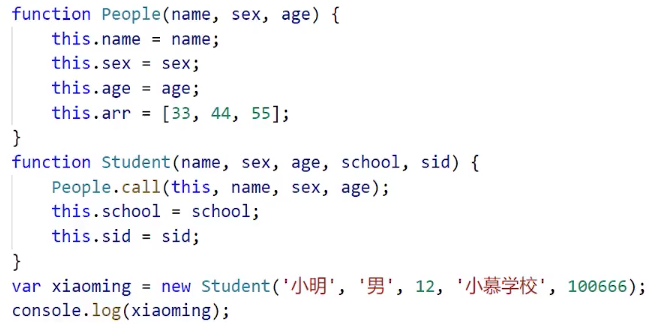 function People(name, sex, age) {
    this.name = name;
    this.sex = sex;
    this.age = age;
    this.arr = [33, 44, 55];
}
function Student(name, sex, age, school, sid) {
    People.call(this, name, sex, age);
    this.school = school;
    this.sid = sid;
}
var xiaoming = new Student('小明', '男', 12, '小慕学校', 100666);
console.log(xiaoming);